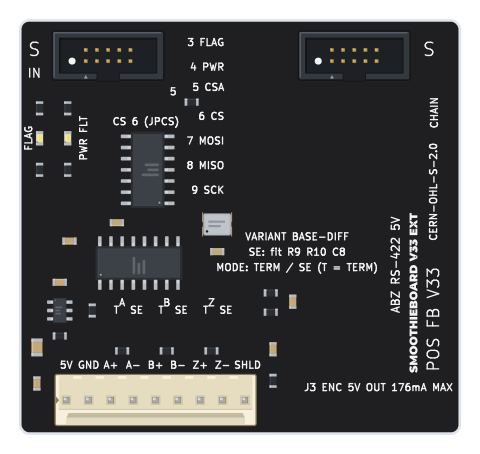 S
IN
3 FLAG
4 PWR
5
5 CSA
6 CS
CS 6 (JPCS)
7 MOSI
8 MISO
9 SCK
S
FLAG
PWR FLT
CHAIN
CERN-OHL-S-2.0
VARIANT BASE-DIFF
SE: flt R9 R10 C8
MODE: TERM / SE (T = TERM)
A
T SE
B
T SE
Z
T SE
ABZ RS-422 5V
SMOOTHIEBOARD V33 EXT
POS FB V33
5V GND A+ A- B+ B- Z+ Z- SHLD
J3 ENC 5V OUT 176mA MAX